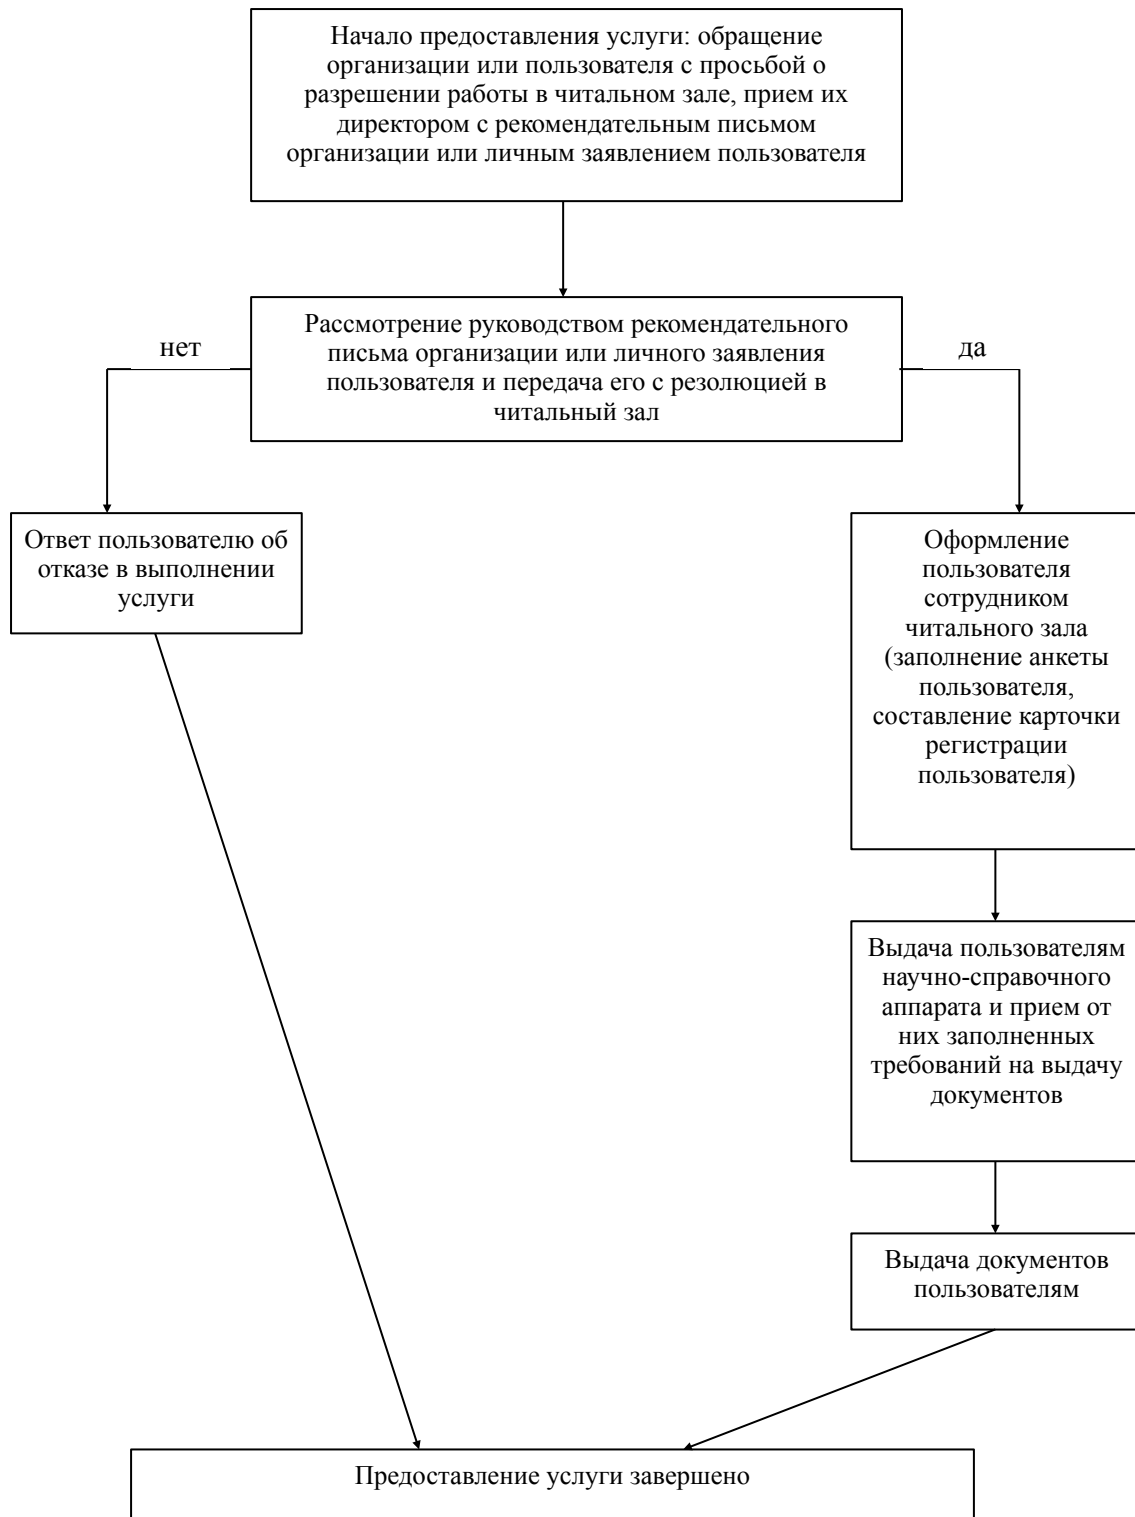 Начало предоставления услуги: обращение
организации или пользователя с просьбой о
разрешении работы в читальном зале, прием их
директором с рекомендательным письмом
организации или личным заявлением пользователя
Рассмотрение руководством рекомендательного
письма организации или личного заявления
пользователя и передача его с резолюцией в
читальный зал
нет
да
Ответ пользователю об
отказе в выполнении
услуги
Оформление
пользователя
сотрудником
читального зала
(заполнение анкеты
пользователя,
составление карточки
регистрации
пользователя)
Выдача пользователям
научно-справочного
аппарата и прием от
них заполненных
требований на выдачу
документов
Выдача документов
пользователям
Предоставление услуги завершено